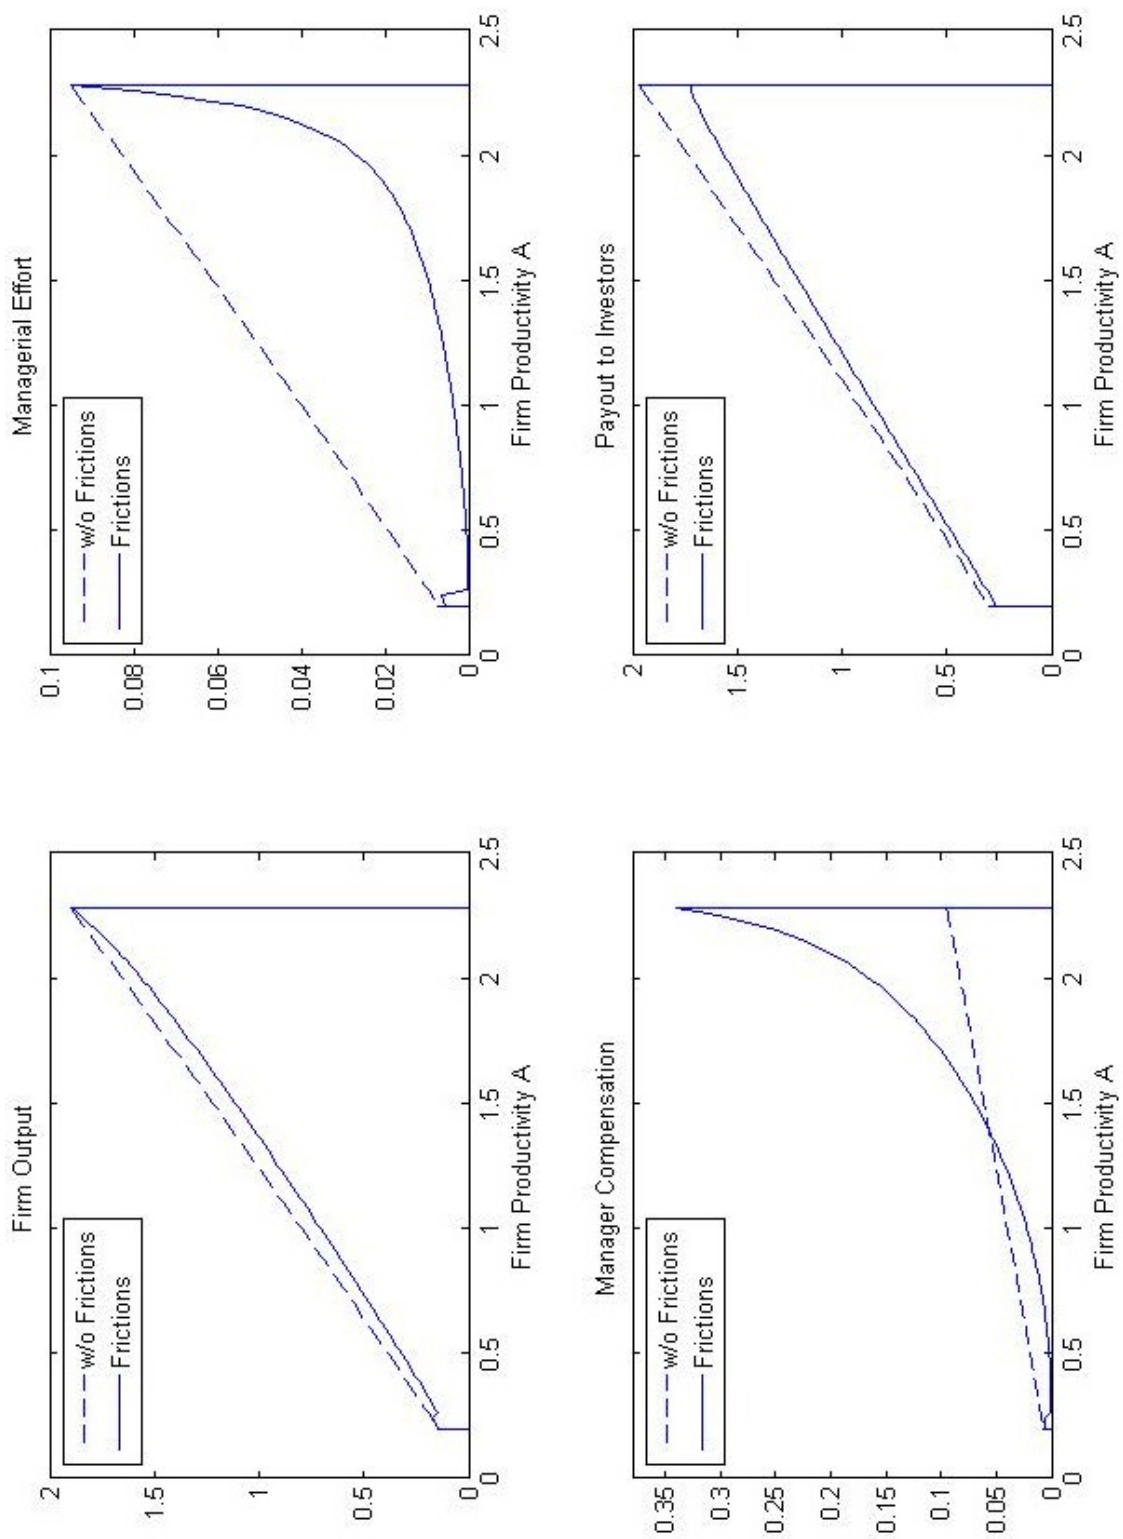 Firm Output
2
1.5
1
0.5
0
w/o Frictions
Frictions
0 0.5 1 1.5 2 2.5
Firm Productivity A
Managerial Effort
0.1
0.08
0.06
0.04
0.02
0
w/o Frictions
Frictions
0 0.5 1 1.5 2 2.5
Firm Productivity A
Manager Compensation
0.35
0.3
0.25
0.2
0.15
0.1
0.05
0
w/o Frictions
Frictions
0 0.5 1 1.5 2 2.5
Firm Productivity A
Payout to Investors
2
1.5
1
0.5
0
w/o Frictions
Frictions
0 0.5 1 1.5 2 2.5
Firm Productivity A